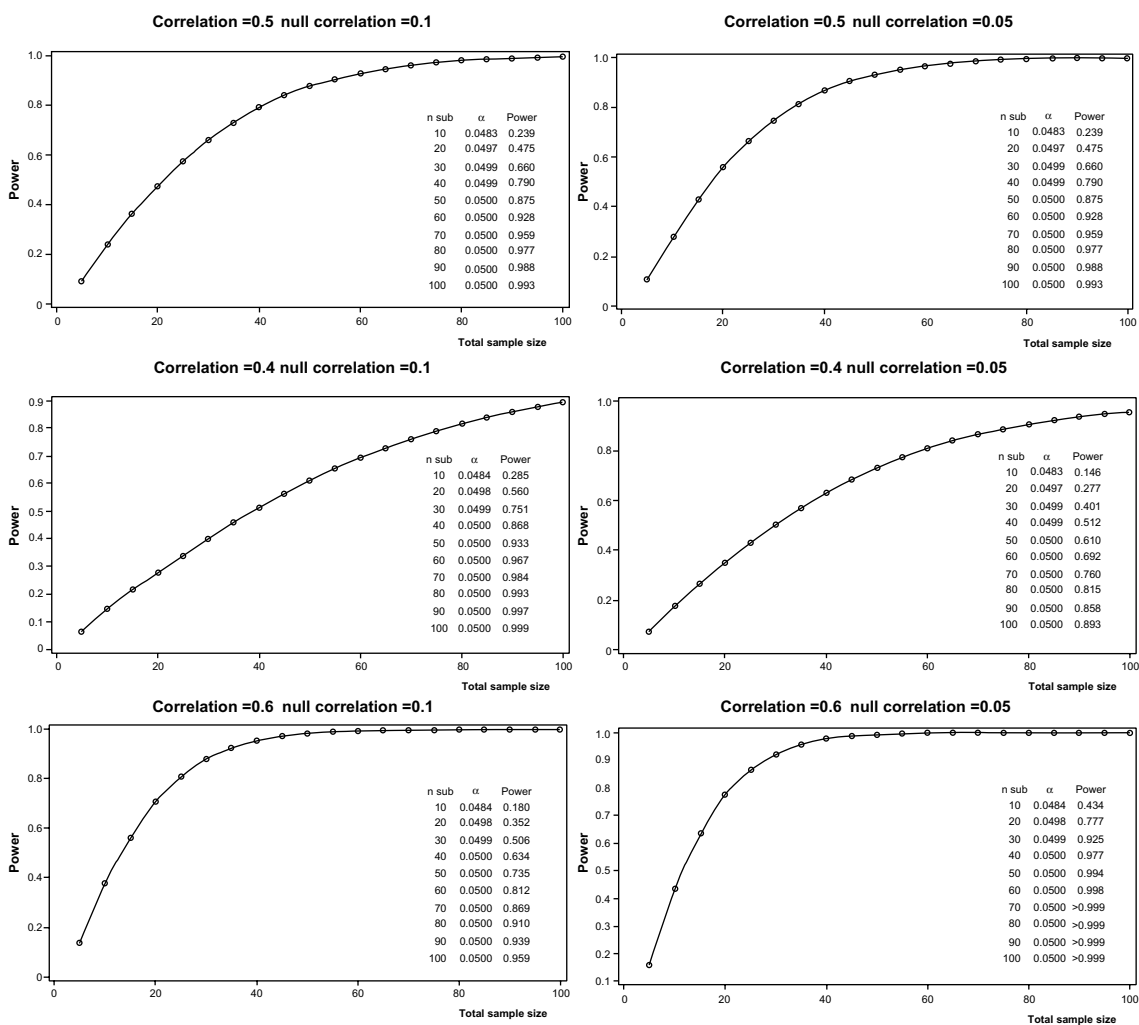 Correlation =0.5 null correlation =0.1
Power
1.0
0.8
0.6
0.4
0.2
0
0 20 40 60 80 100
Total sample size
n sub α Power
10 0.0483 0.239
20 0.0497 0.475
30 0.0499 0.660
40 0.0499 0.790
50 0.0500 0.875
60 0.0500 0.928
70 0.0500 0.959
80 0.0500 0.977
90 0.0500 0.988
100 0.0500 0.993
Correlation =0.5 null correlation =0.05
Power
1.0
0.8
0.6
0.4
0.2
0
0 20 40 60 80 100
Total sample size
n sub α Power
10 0.0483 0.239
20 0.0497 0.475
30 0.0499 0.660
40 0.0499 0.790
50 0.0500 0.875
60 0.0500 0.928
70 0.0500 0.959
80 0.0500 0.977
90 0.0500 0.988
100 0.0500 0.993
Correlation =0.4 null correlation =0.1
Power
0.9
0.8
0.7
0.6
0.5
0.4
0.3
0.2
0.1
0
0 20 40 60 80 100
Total sample size
n sub α Power
10 0.0484 0.285
20 0.0498 0.560
30 0.0499 0.751
40 0.0500 0.868
50 0.0500 0.933
60 0.0500 0.967
70 0.0500 0.984
80 0.0500 0.993
90 0.0500 0.997
100 0.0500 0.999
Correlation =0.4 null correlation =0.05
Power
1.0
0.8
0.6
0.4
0.2
0
0 20 40 60 80 100
Total sample size
n sub α Power
10 0.0483 0.146
20 0.0497 0.277
30 0.0499 0.401
40 0.0499 0.512
50 0.0500 0.610
60 0.0500 0.692
70 0.0500 0.760
80 0.0500 0.815
90 0.0500 0.858
100 0.0500 0.893
Correlation =0.6 null correlation =0.1
Power
1.0
0.8
0.6
0.4
0.2
0
0 20 40 60 80 100
Total sample size
n sub α Power
10 0.0484 0.180
20 0.0498 0.352
30 0.0499 0.506
40 0.0500 0.634
50 0.0500 0.735
60 0.0500 0.812
70 0.0500 0.869
80 0.0500 0.910
90 0.0500 0.939
100 0.0500 0.959
Correlation =0.6 null correlation =0.05
Power
1.0
0.9
0.8
0.7
0.6
0.5
0.4
0.3
0.2
0.1
0 20 40 60 80 100
Total sample size
n sub α Power
10 0.0484 0.434
20 0.0498 0.777
30 0.0499 0.925
40 0.0500 0.977
50 0.0500 0.994
60 0.0500 0.998
70 0.0500 >0.999
80 0.0500 >0.999
90 0.0500 >0.999
100 0.0500 >0.999